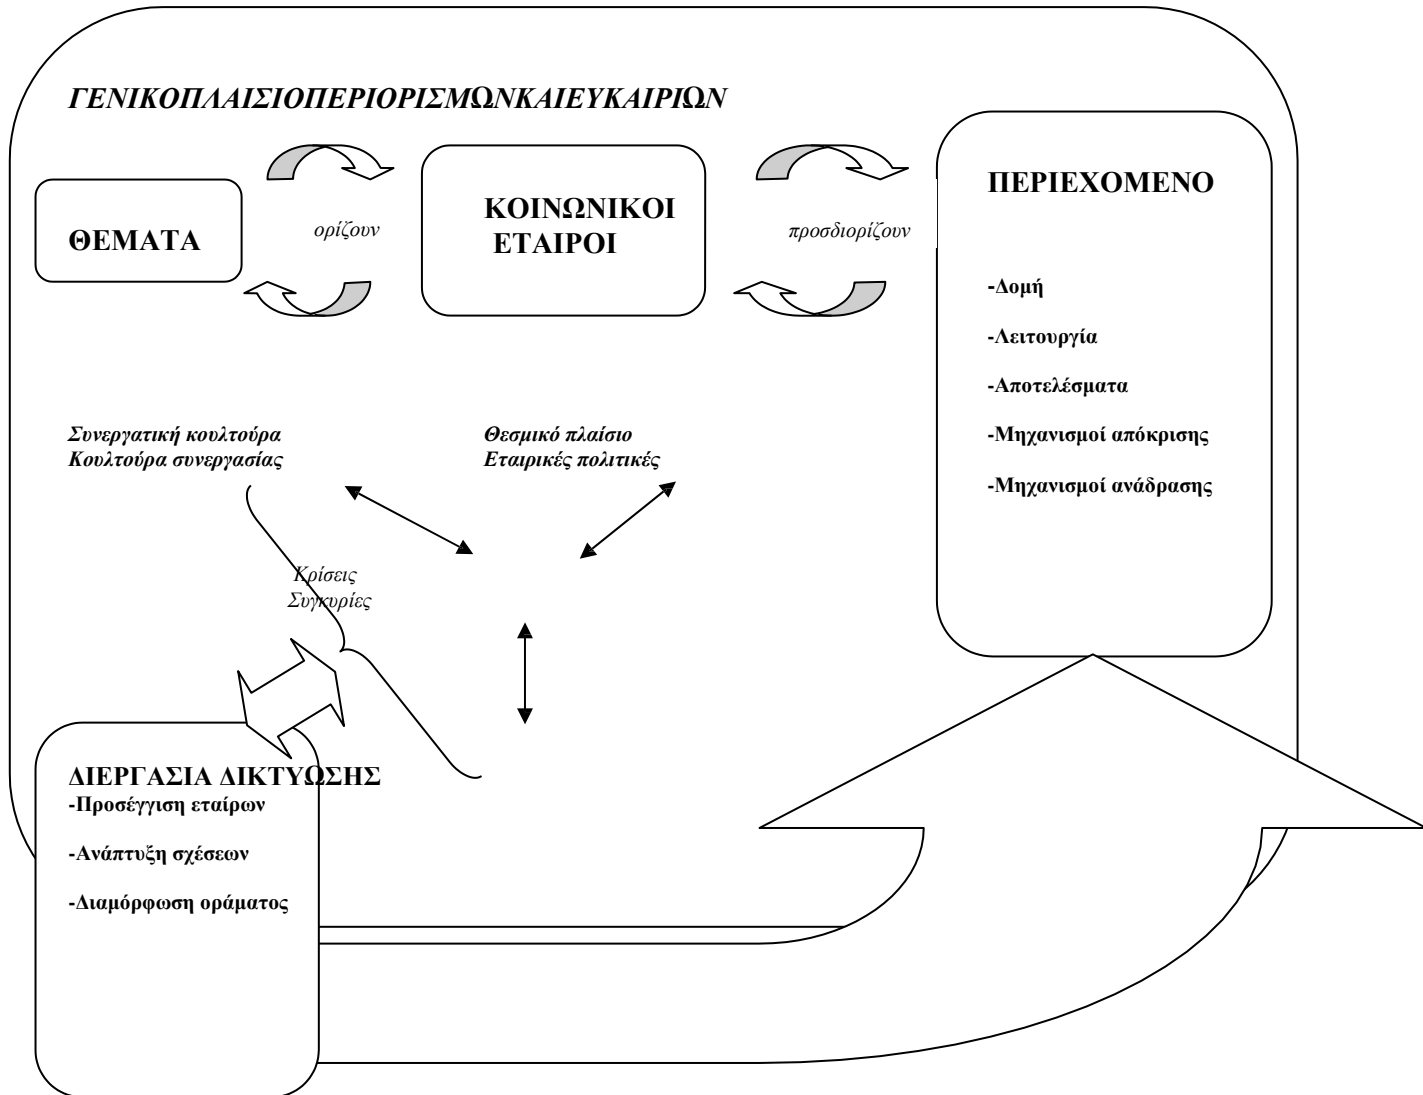 ΓΕΝΙΚΟΠΛΑΙΣΙΟΠΕΡΙΟΡΙΣΜΩΝΚΑΙΕΥΚΑΙΡΙΩΝ
ΘΕΜΑΤΑ
ορίζουν
ΚΟΙΝΩΝΙΚΟΙ
ΕΤΑΙΡΟΙ
προσδιορίζουν
ΠΕΡΙΕΧΟΜΕΝΟ
-Δομή
-Λειτουργία
-Αποτελέσματα
-Μηχανισμοί απόκρισης
-Μηχανισμοί ανάδρασης
Συνεργατική κουλτούρα
Κουλτούρα συνεργασίας
Θεσμικό πλαίσιο
Εταιρικές πολιτικές
Κρίσεις
Συγκυρίες
ΔΙΕΡΓΑΣΙΑ ΔΙΚΤΥΩΣΗΣ
-Προσέγγιση εταίρων
-Ανάπτυξη σχέσεων
-Διαμόρφωση οράματος